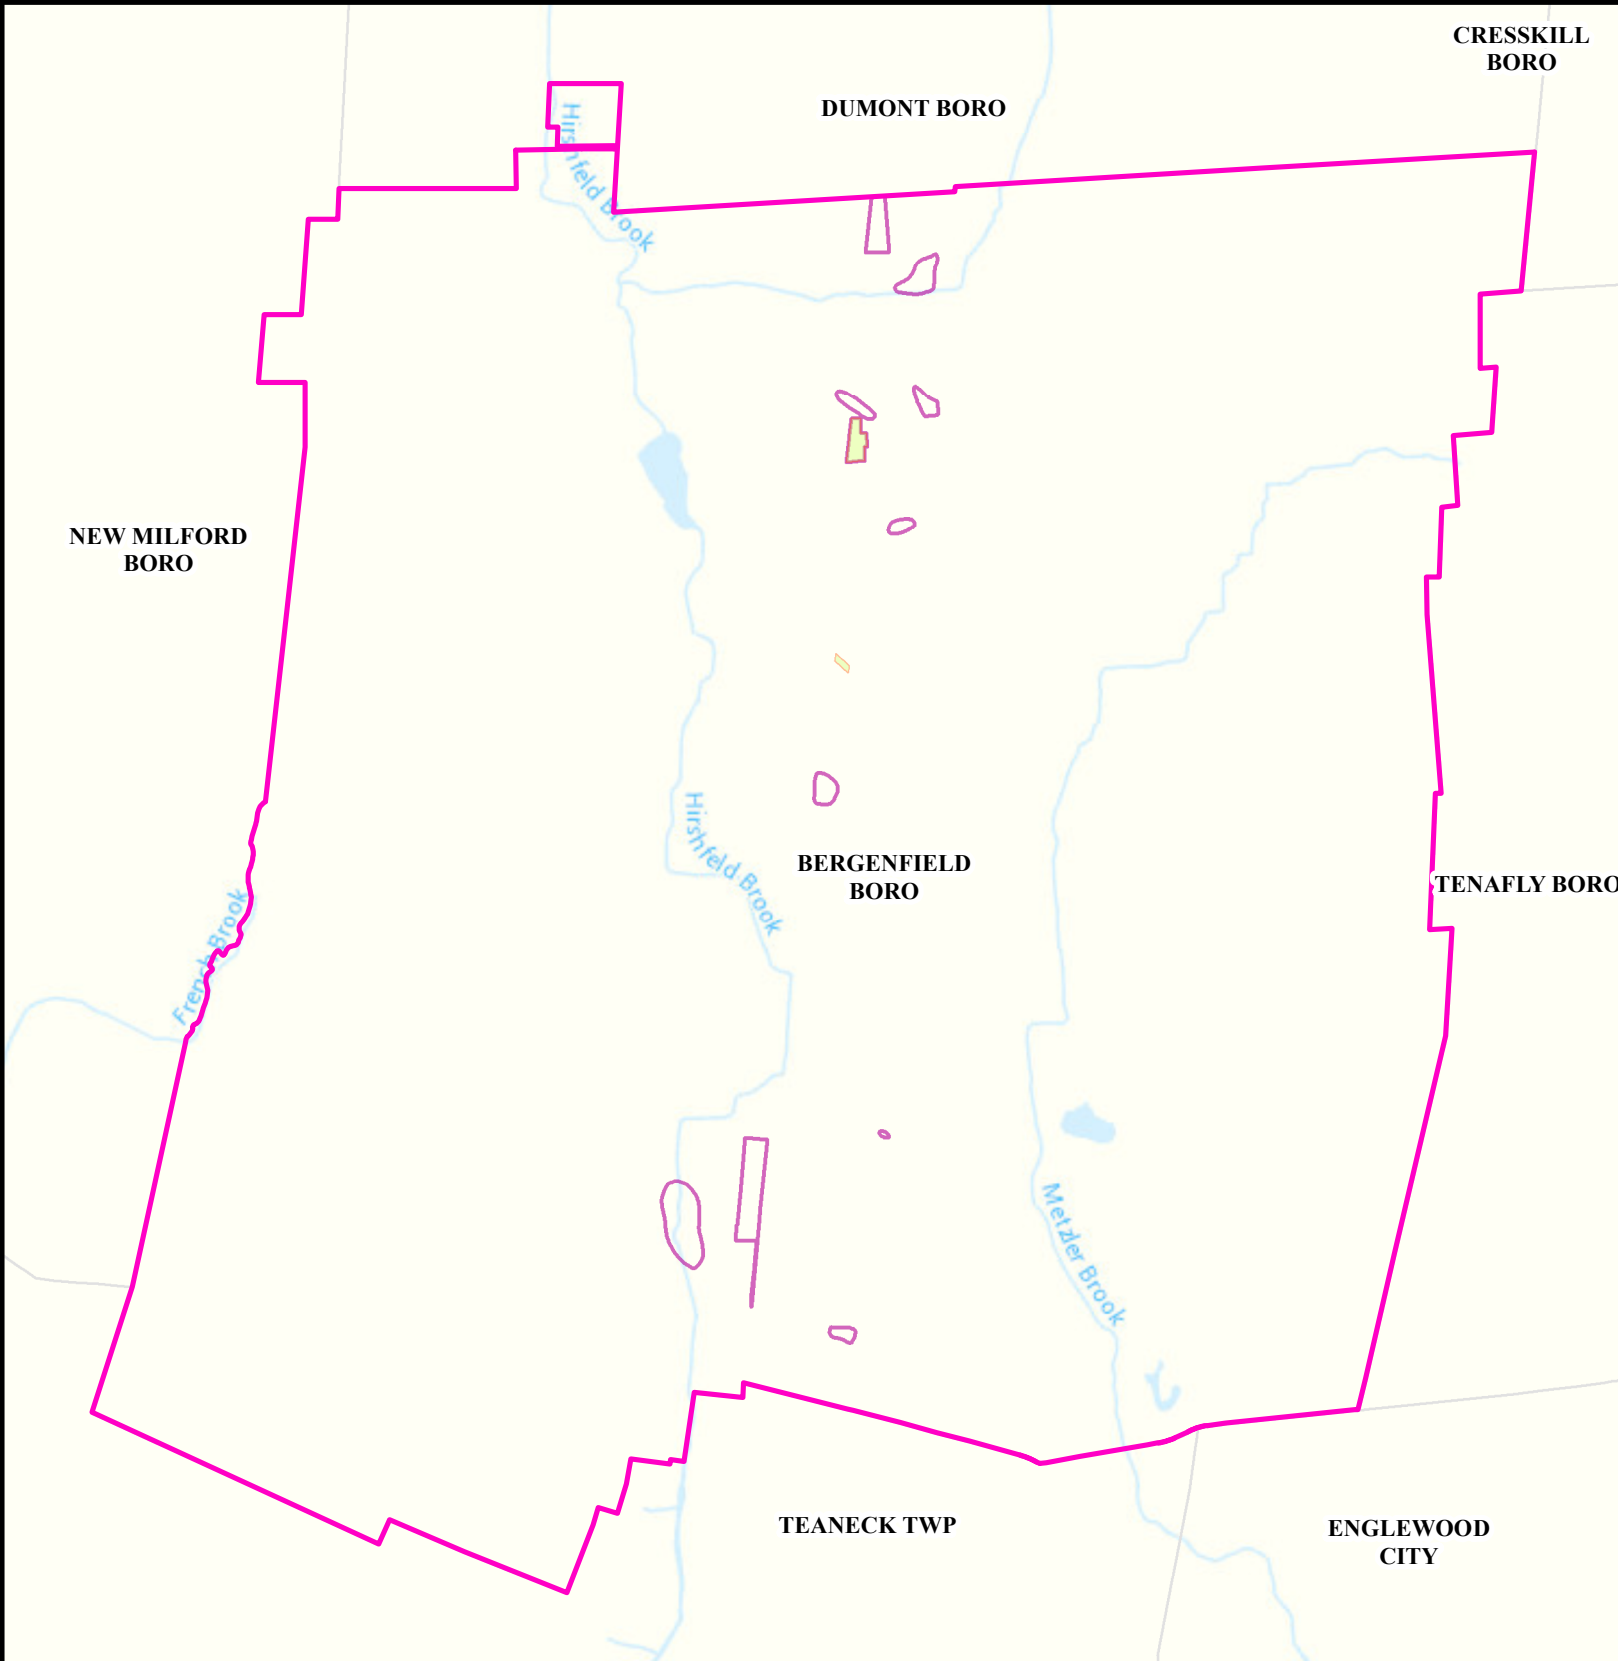 CRESSKILL
BORO
DUMONT BORO
Hirshfeld Brook
NEW MILFORD
BORO
Hirshfeld Brook
BERGENFIELD
BORO
TENAFLY BORO
French Brook
Metzler Brook
TEANECK TWP
ENGLEWOOD
CITY